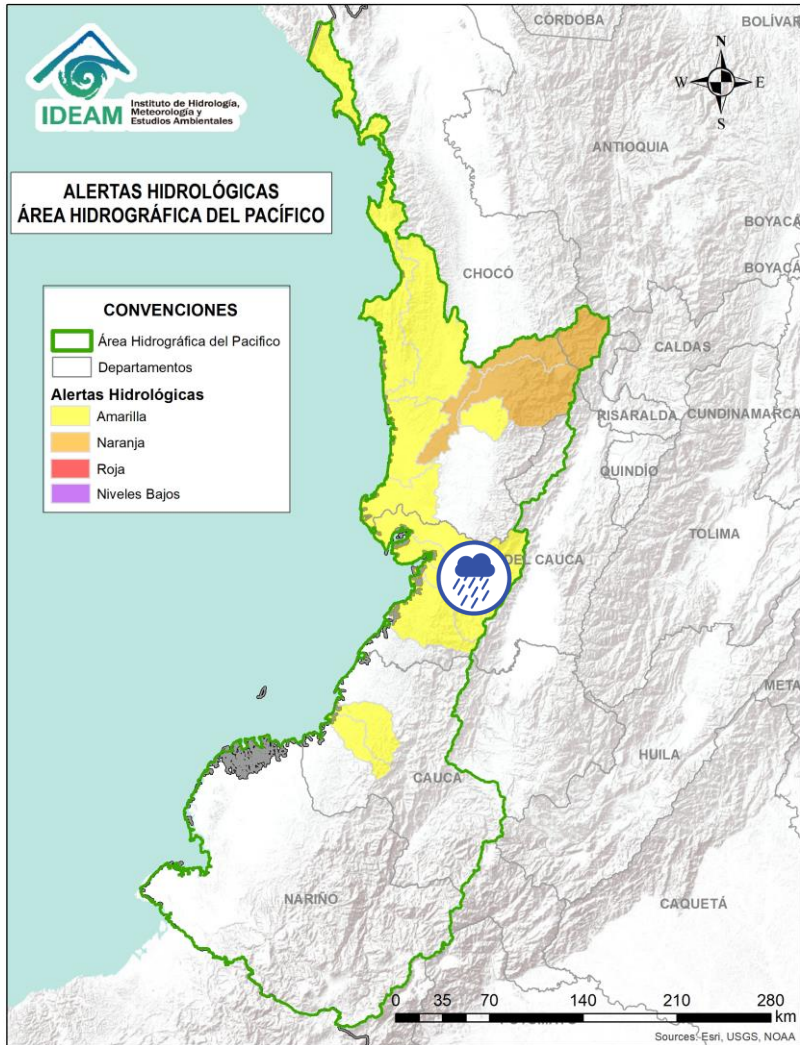 CÓRDOBA
BOLÍVAR
N
W
E
S
IDEAM
Instituto de Hidrología,
Meteorología y
Estudios Ambientales
ANTIOQUIA
ALERTAS HIDROLÓGICAS
ÁREA HIDROGRÁFICA DEL PACÍFICO
BOYACÁ
CHOCÓ
BOYACÁ
CONVENCIONES
Área Hidrográfica del Pacifico
Departamentos
Alertas Hidrológicas
Amarilla
Naranja
Roja
Niveles Bajos
CALDAS
RISARALDA
CUNDINAMARCA
QUINDÍO
TOLIMA
DEL CAUCA
META
HUILA
CAUCA
NARIÑO
CAQUETÁ
0 35 70 140 210 280
km
Sources: Esri, USGS, NOAA